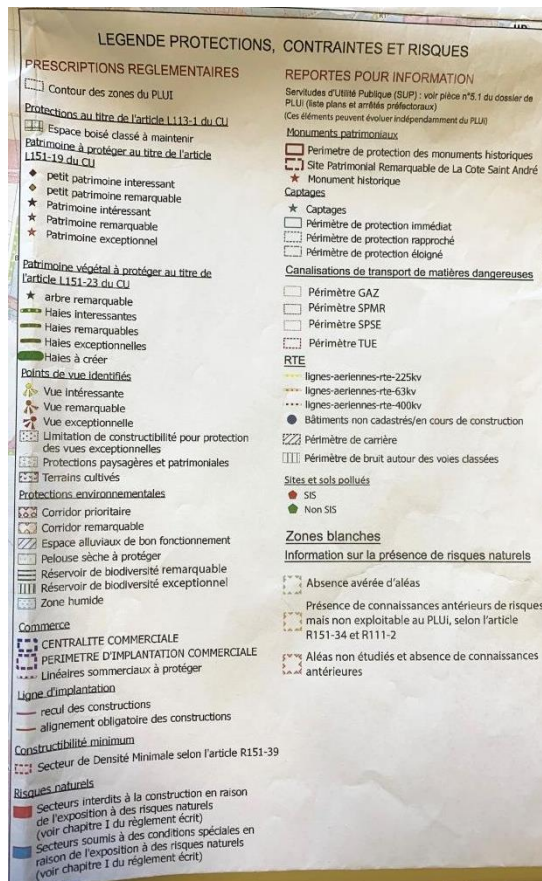 LEGENDE PROTECTIONS, CONTRAINTES ET RISQUES
PRESCRIPTIONS REGLEMENTAIRES
Contour des zones du PLUI
Protections au titre de l'article L113-1 du CU
Espace boisé classé à maintenir
Patrimoine à protéger au titre de l'article
L151-19 du CU
petit patrimoine interessant
petit patrimoine remarquable
Patrimoine intéressant
Patrimoine remarquable
Patrimoine exceptionnel
Patrimoine végétal à protéger au titre de
l'article L151-23 du CU
arbre remarquable
Haies interessantes
Haies remarquables
Haies exceptionnelles
Haies à créer
Points de vue identifiés
Vue intéressante
Vue remarquable
Vue exceptionnelle
Limitation de constructibilité pour protection
des vues exceptionnelles
Protections paysagères et patrimoniales
Terrains cultivés
Protections environnementales
Corridor prioritaire
Corridor remarquable
Espace alluviaux de bon fonctionnement
Pelouse sèche à protéger
Réservoir de biodiversité remarquable
Réservoir de biodiversité exceptionnel
Zone humide
Commerce
CENTRALITE COMMERCIALE
PERIMETRE D'IMPLANTATION COMMERCIALE
Linéaires sommerciaux à protéger
Ligne d'implantation
recul des constructions
alignement obligatoire des constructions
Constructibilité minimum
Secteur de Densité Minimale selon l'article R151-39
Risques naturels
Secteurs interdits à la construction en raison
de l'exposition à des risques naturels
(voir chapitre I du règlement écrit)
Secteurs soumis à des conditions spéciales en
raison de l'exposition à des risques naturels
(voir chapitre I du réglement écrit)
REPORTES POUR INFORMATION
Servitudes d'Utilité Publique (SUP) : voir pièce n°5.1 du dossier de
PLUi (liste plans et arrêtés préfectoraux)
(Ces éléments peuvent évoluer indépendamment du PLUi)
Monuments patrimoniaux
Perimetre de protection des monuments historiques
Site Patrimonial Remarquable de La Cote Saint André
Monument historique
Captages
Captages
Périmètre de protection immédiat
Périmètre de protection rapproché
Périmètre de protection éloigné
Canalisations de transport de matières dangereuses
Périmètre GAZ
Périmètre SPMR
Périmètre SPSE
Périmètre TUE
RTE
lignes-aeriennes-rte-225kv
lignes-aeriennes-rte-63kv
lignes-aeriennes-rte-400kv
Bâtiments non cadastrés/en cours de construction
Périmètre de carrière
Périmètre de bruit autour des voies classées
Sites et sols pollués
SIS
Non SIS
Zones blanches
Information sur la présence de risques naturels
Absence avérée d'aléas
Présence de connaissances antérieurs de risques
mais non exploitable au PLUi, selon l'article
R151-34 et R111-2
Aléas non étudiés et absence de connaissances
antérieures